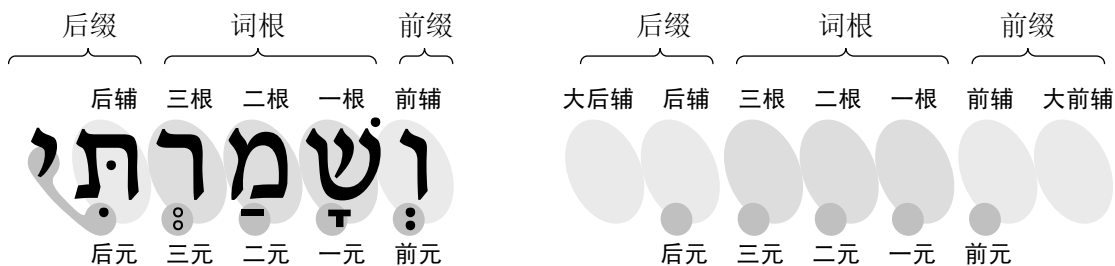 后缀 词根 前缀 后缀 词根 前缀
后辅 三根 二根 一根 前辅 大后辅 后辅 三根 二根 一根 前辅 大前辅
וְשָׁמַרְתִּי
后元 三元 二元 一元 前元 后元 三元 二元 一元 前元